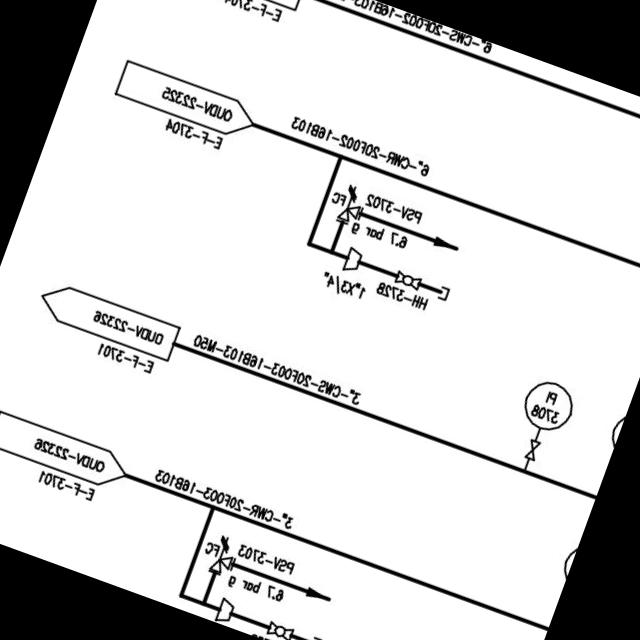 6"-CWS-20F002-16B103
OUDV-22325
E-F-3704
6"-CWR-20F002-16B103
FC
PSV-3702
6.7 bar g
1"X3/4"
HH-3728
OUDV-22326
E-F-3701
3"-CWS-20F003-16B103-N50
PI
3708
OUDV-22326
E-F-3701
3"-CWR-20F003-16B103
FC
PSV-3703
6.7 bar g